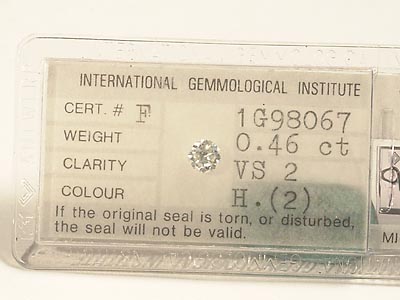 INTERNATIONAL GEMMOLOGICAL INSTITUTE
CERT. # F 1G98067
WEIGHT 0.46 ct
CLARITY VS 2
COLOUR H.(2)
If the original seal is torn, or disturbed,
the seal will not be valid.
MI